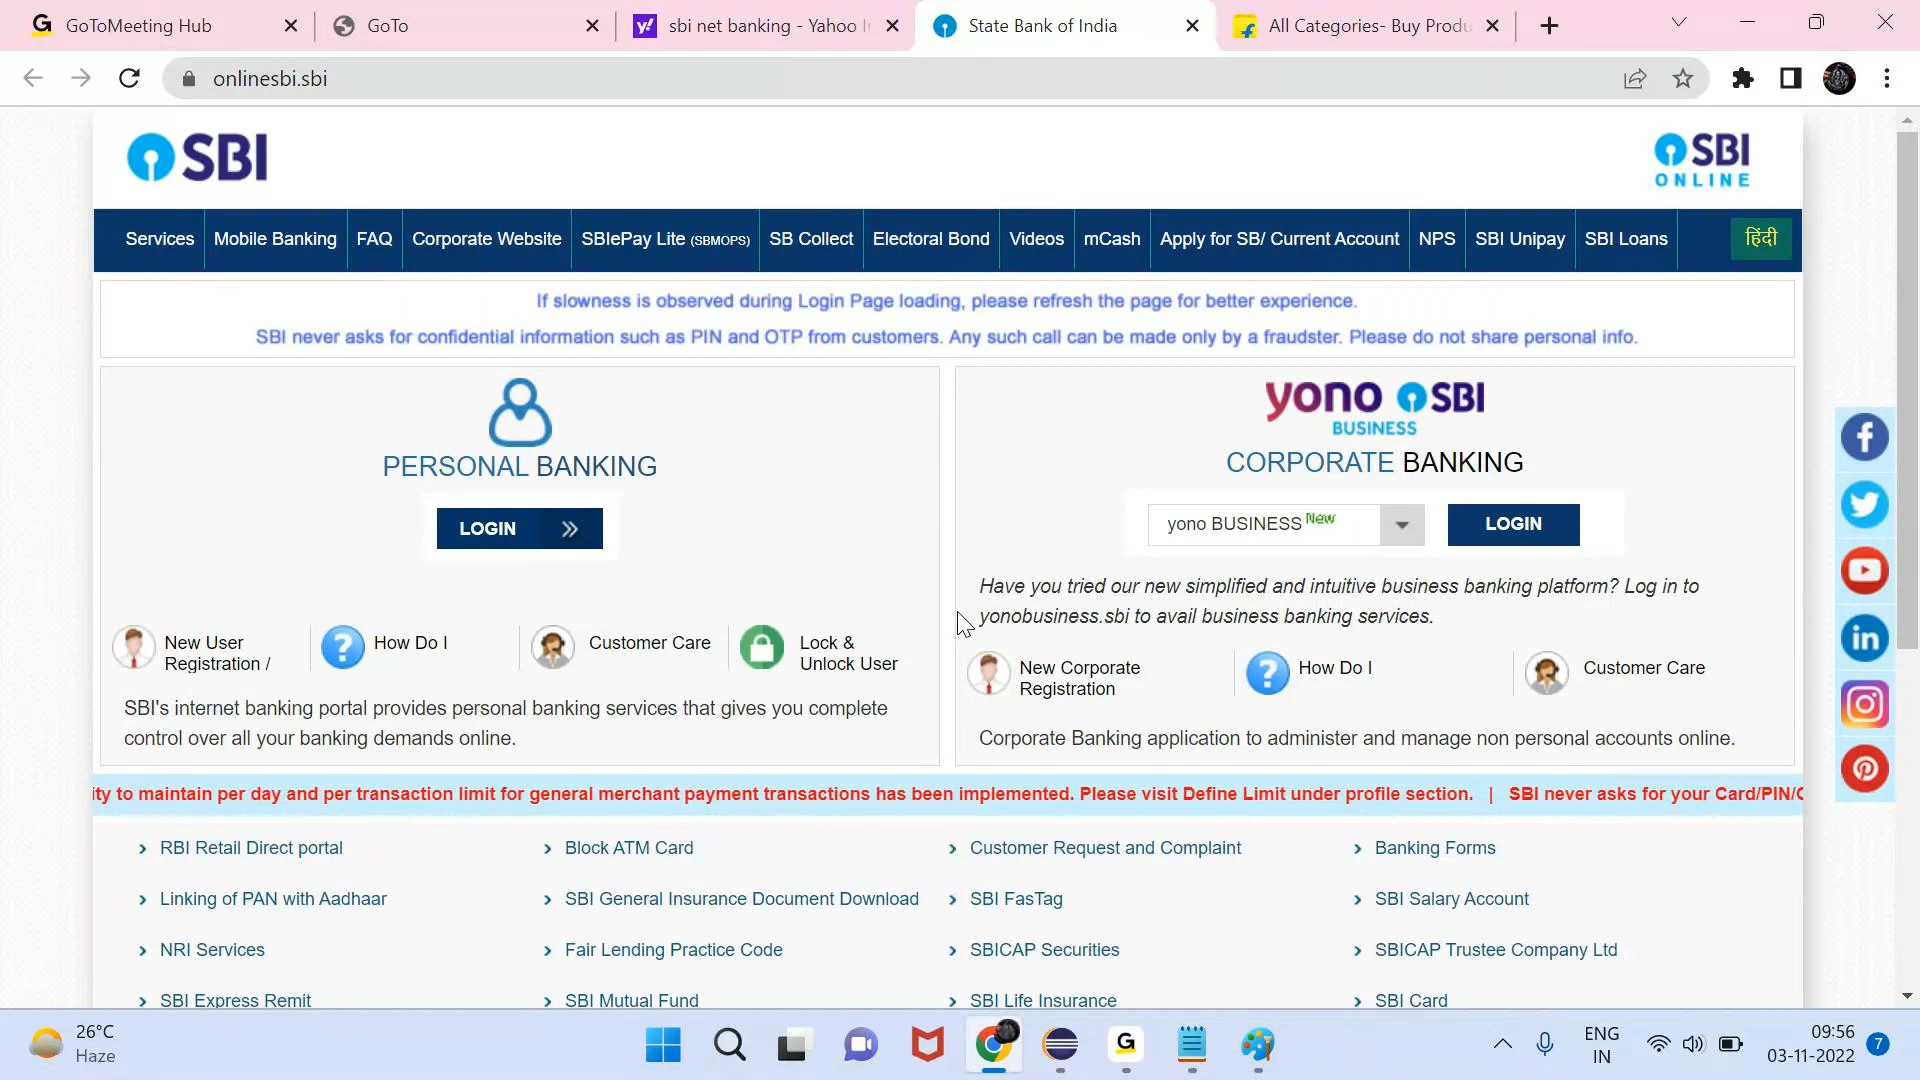 GoToMeeting Hub
GoTo
sbi net banking - Yahoo
State Bank of India
All Categories- Buy Produ
onlinesbi.sbi
SBI
SBI
ONLINE
Services Mobile Banking FAQ Corporate Website SBIePay Lite (SBMOPS) SB Collect Electoral Bond Videos mCash Apply for SB/ Current Account NPS SBI Unipay SBI Loans हिंदी
If slowness is observed during Login Page loading, please refresh the page for better experience.
SBI never asks for confidential information such as PIN and OTP from customers. Any such call can be made only by a fraudster. Please do not share personal info.
PERSONAL BANKING
LOGIN
New User
Registration /
How Do I
Customer Care
Lock &
Unlock User
SBI's internet banking portal provides personal banking services that gives you complete
control over all your banking demands online.
yono SBI
BUSINESS
CORPORATE BANKING
yono BUSINESS New
LOGIN
Have you tried our new simplified and intuitive business banking platform? Log in to
yonobusiness.sbi to avail business banking services.
New Corporate
Registration
How Do I
Customer Care
Corporate Banking application to administer and manage non personal accounts online.
ity to maintain per day and per transaction limit for general merchant payment transactions has been implemented. Please visit Define Limit under profile section. | SBI never asks for your Card/PIN/
RBI Retail Direct portal
Block ATM Card
Customer Request and Complaint
Banking Forms
Linking of PAN with Aadhaar
SBI General Insurance Document Download
SBI FasTag
SBI Salary Account
NRI Services
Fair Lending Practice Code
SBICAP Securities
SBICAP Trustee Company Ltd
SBI Express Remit
SBI Mutual Fund
SBI Life Insurance
SBI Card
26°C
Haze
ENG
IN
09:56
03-11-2022
7